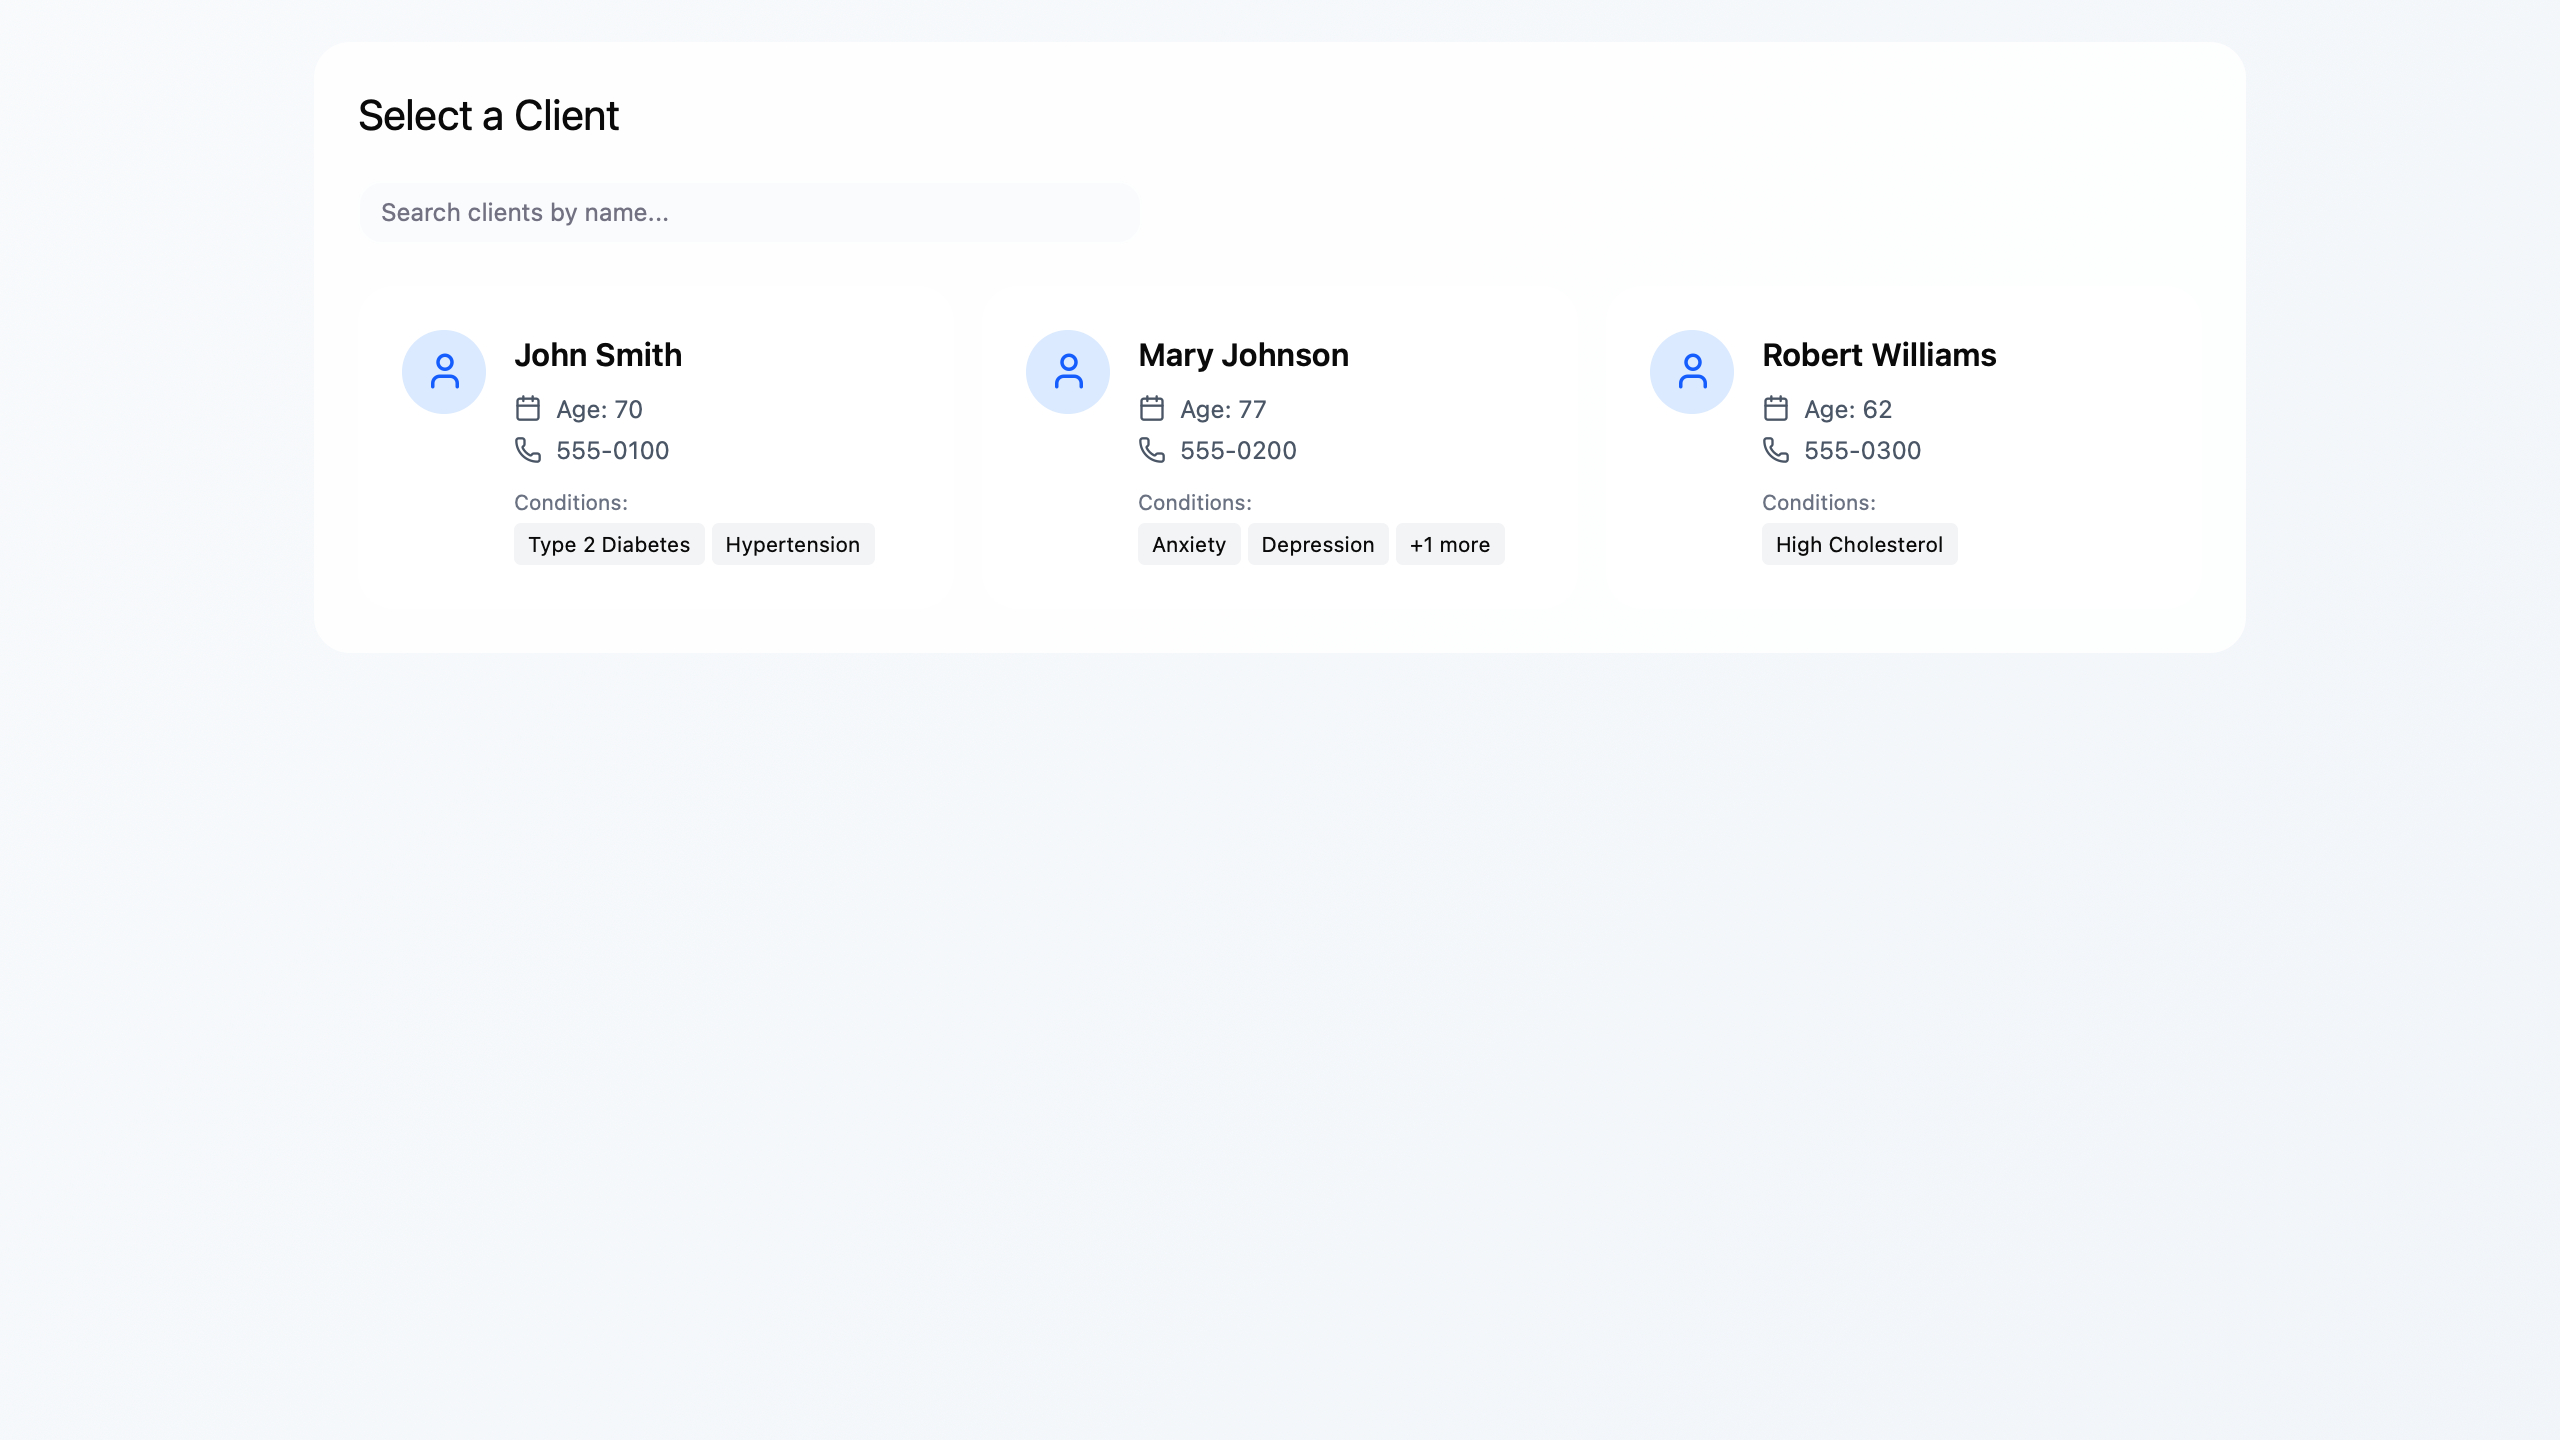 Select a Client
Search clients by name...
John Smith
Age: 70
555-0100
Conditions:
Type 2 Diabetes
Hypertension
Mary Johnson
Age: 77
555-0200
Conditions:
Anxiety
Depression
+1 more
Robert Williams
Age: 62
555-0300
Conditions:
High Cholesterol